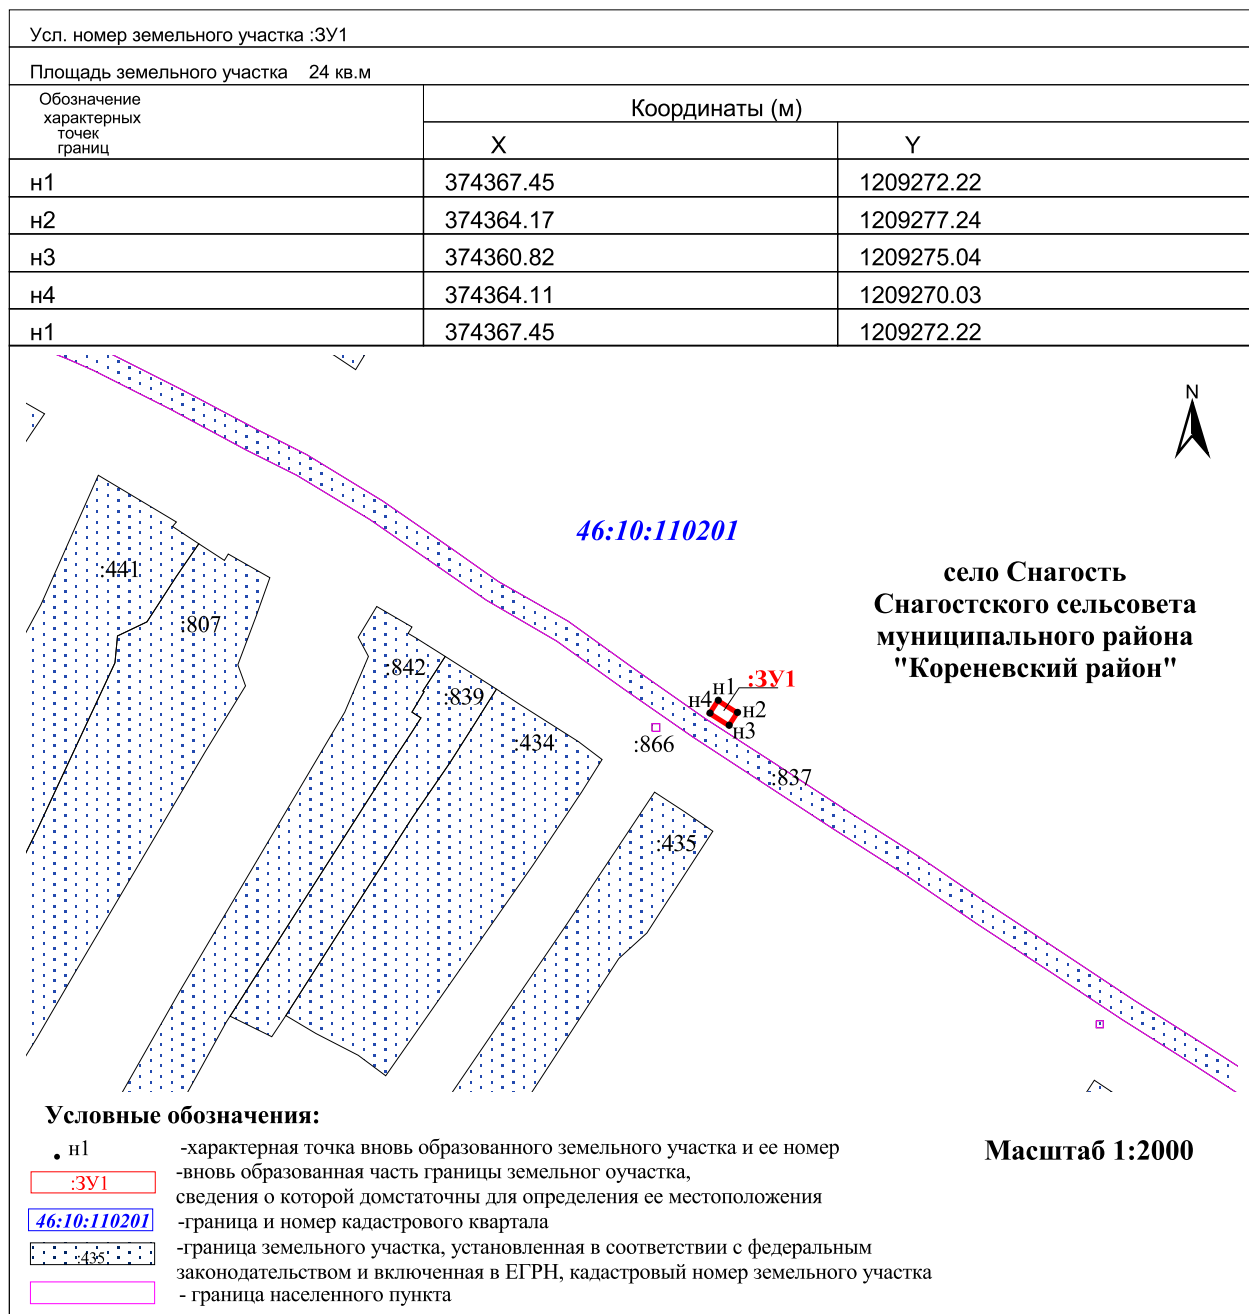 Усл. номер земельного участка :ЗУ1
Площадь земельного участка 24 кв.м
Обозначение
характерных
точек
границ
Координаты (м)
X
Y
н1 374367.45 1209272.22
н2 374364.17 1209277.24
н3 374360.82 1209275.04
н4 374364.11 1209270.03
н1 374367.45 1209272.22
N
46:10:110201
село Снагость
Снагостского сельсовета
муниципального района
"Кореневский район"
:441
:807
:842
:839
:434
:ЗУ1
н1
н4
н2
н3
:866
:837
:435
Условные обозначения:
Масштаб 1:2000
н1 -характерная точка вновь образованного земельного участка и ее номер
:ЗУ1 -вновь образованная часть границы земельног оучастка,
сведения о которой домстаточны для определения ее местоположения
46:10:110201 -граница и номер кадастрового квартала
:435 -граница земельного участка, установленная в соответствии с федеральным
законодательством и включенная в ЕГРН, кадастровый номер земельного участка
- граница населенного пункта